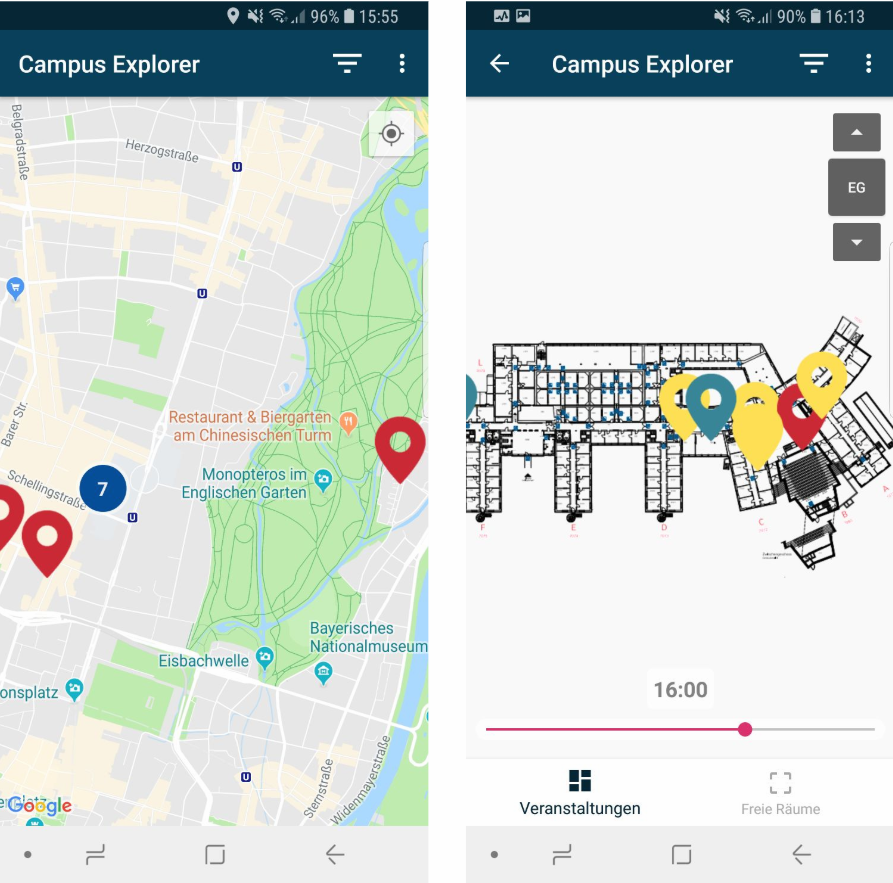 96% 15:55
Campus Explorer
Belgradstraße
Herzogstraße
U
U
Restaurant & Biergarten
am Chinesischen Turm
Barer Str.
Monopteros im
Englischen Garten
Schellingstraße
7
U
Bayerisches
Nationalmuseum
Eisbachwelle
onsplatz
Sternstraße
Widenmayerstraße
U
Google
90% 16:13
Campus Explorer
EG
L
A
F
E
D
C
B
16:00
Veranstaltungen
Freie Räume